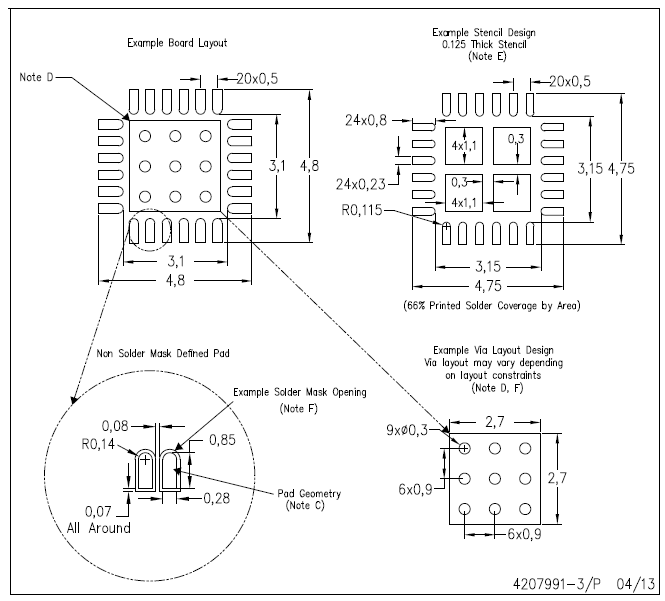 Example Board Layout
Note D
20x0,5
3,1
4,8
3,1
4,8
Example Stencil Design
0.125 Thick Stencil
(Note E)
20x0,5
24x0,8
4x1,1
0,3
24x0,23
0,3
4x1,1
R0,115
3,15
4,75
3,15
4,75
(66% Printed Solder Coverage by Area)
Non Solder Mask Defined Pad
Example Solder Mask Opening
(Note F)
0,08
R0,14
0,85
0,28
0,07
All Around
Pad Geometry
(Note C)
Example Via Layout Design
Via layout may vary depending
on layout constraints
(Note D, F)
9xø0,3
2,7
6x0,9
2,7
6x0,9
4207991-3/P 04/13